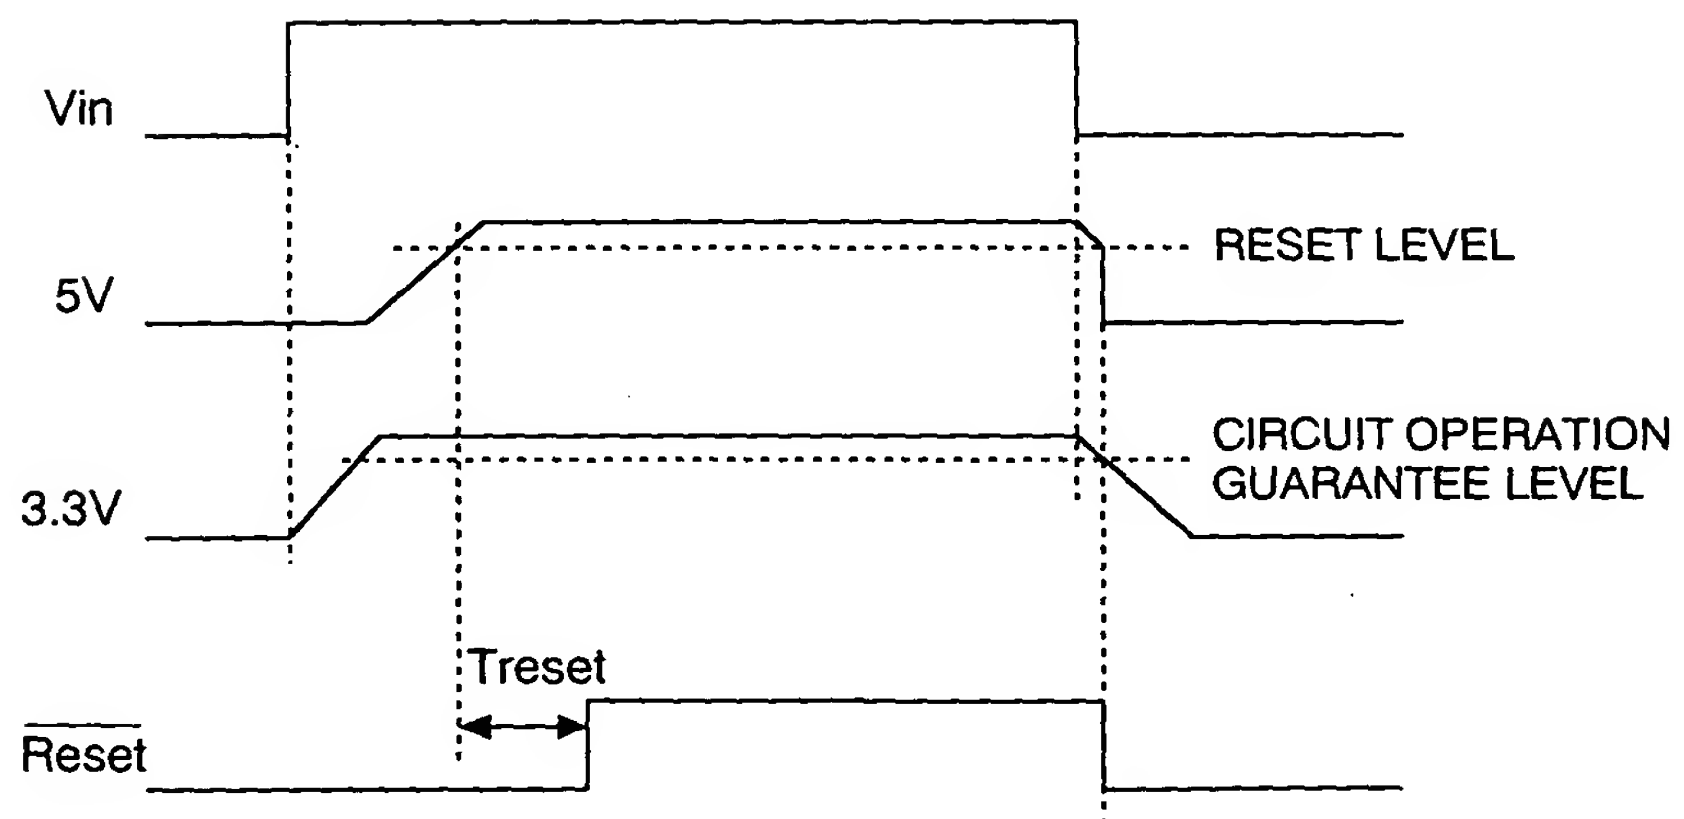 Vin
RESET LEVEL
5V
CIRCUIT OPERATION
GUARANTEE LEVEL
3.3V
Treset
Reset